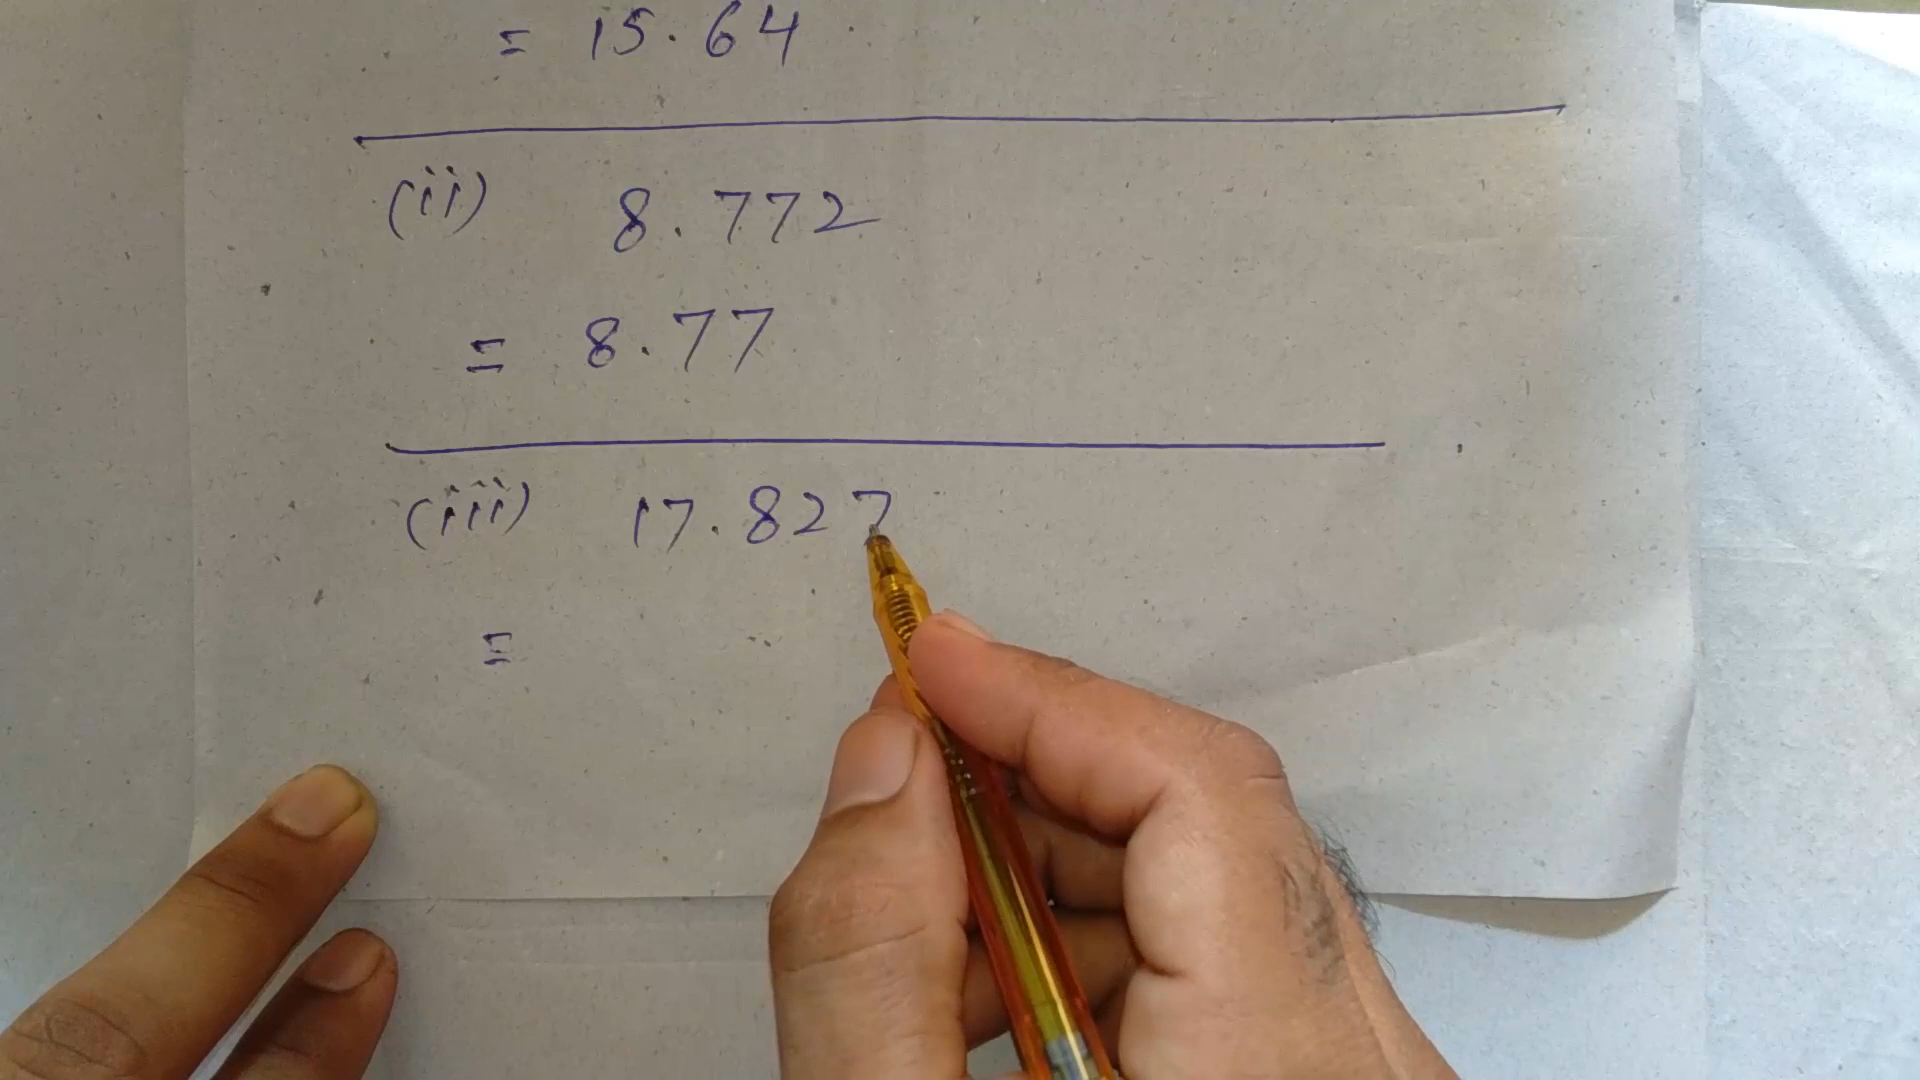 = 15.64
(ii) 8.772
= 8.77
(iii) 17.827
=